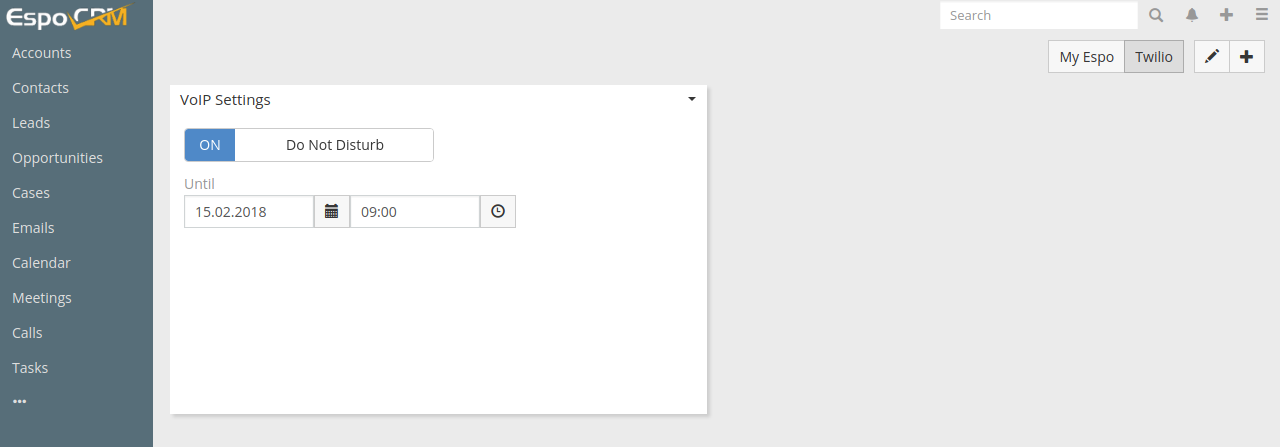 EspoCRM
Search
Accounts
Contacts
Leads
Opportunities
Cases
Emails
Calendar
Meetings
Calls
Tasks
•••
My Espo
Twilio
VoIP Settings
ON Do Not Disturb
Until
15.02.2018 09:00